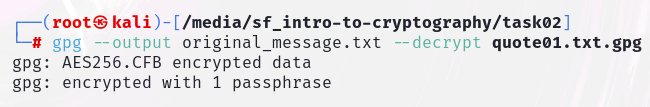 ┌──(root㉿kali)-[/media/sf_intro-to-cryptography/task02]
└─# gpg --output original_message.txt --decrypt quote01.txt.gpg
gpg: AES256.CFB encrypted data
gpg: encrypted with 1 passphrase